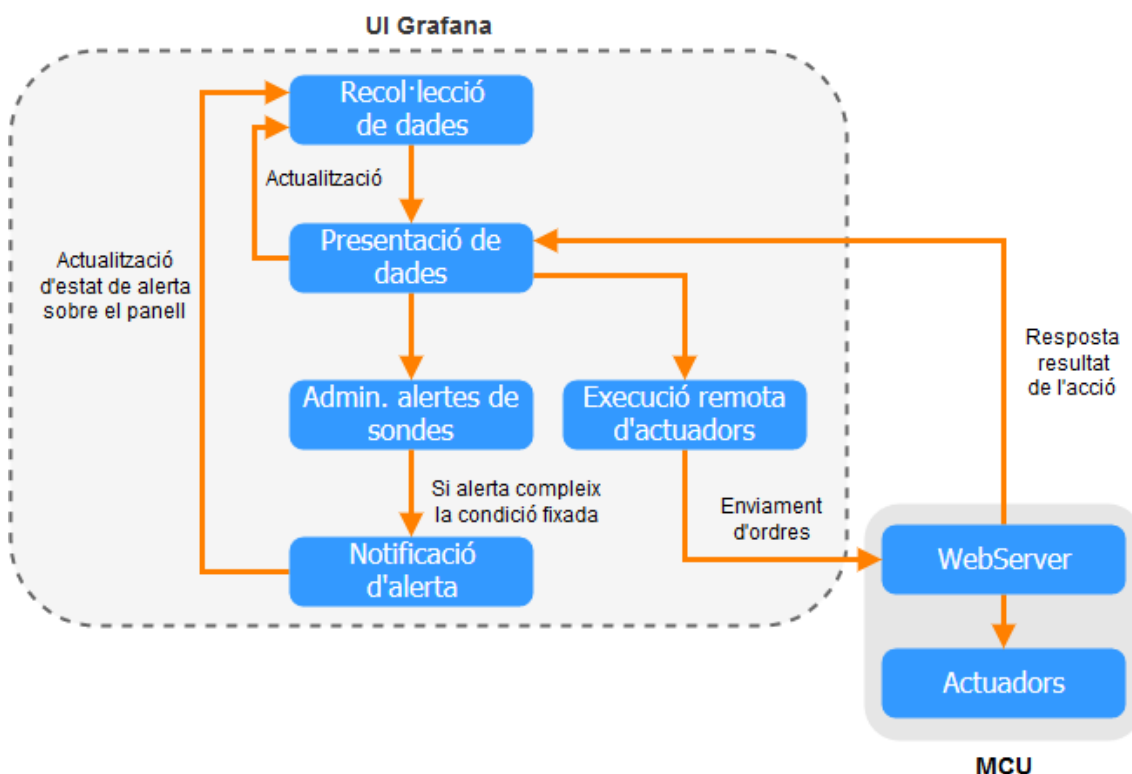 UI Grafana
Recol·lecció
de dades
Actualització
Presentació de
dades
Actualització
d'estat de alerta
sobre el panell
Resposta
resultat
de l'acció
Admin. alertes de
sondes
Execució remota
d'actuadors
Si alerta compleix
la condició fixada
Enviament
d'ordres
Notificació
d'alerta
WebServer
Actuadors
MCU